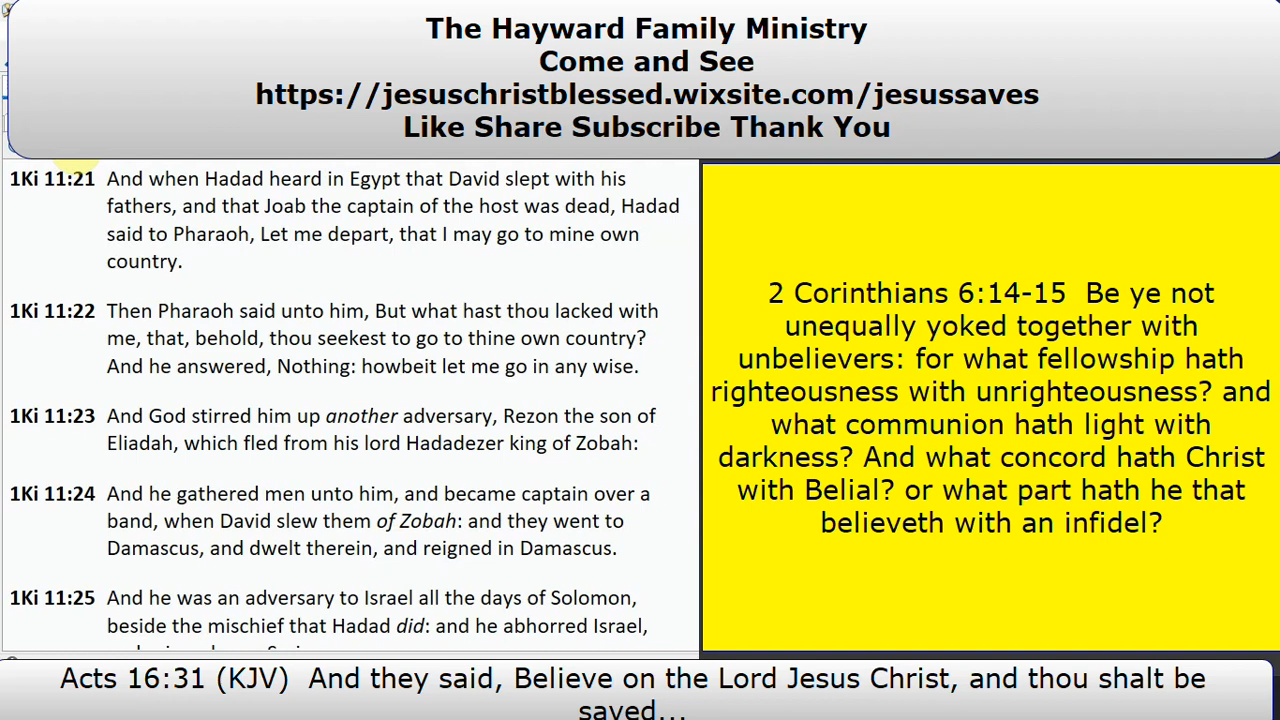 The Hayward Family Ministry
Come and See
https://jesuschristblessed.wixsite.com/jesussaves
Like Share Subscribe Thank You
1Ki 11:21 And when Hadad heard in Egypt that David slept with his
fathers, and that Joab the captain of the host was dead, Hadad
said to Pharaoh, Let me depart, that I may go to mine own
country.
1Ki 11:22 Then Pharaoh said unto him, But what hast thou lacked with
me, that, behold, thou seekest to go to thine own country?
And he answered, Nothing: howbeit let me go in any wise.
1Ki 11:23 And God stirred him up another adversary, Rezon the son of
Eliadah, which fled from his lord Hadadezer king of Zobah:
1Ki 11:24 And he gathered men unto him, and became captain over a
band, when David slew them of Zobah: and they went to
Damascus, and dwelt therein, and reigned in Damascus.
1Ki 11:25 And he was an adversary to Israel all the days of Solomon,
beside the mischief that Hadad did: and he abhorred Israel,
2 Corinthians 6:14-15 Be ye not
unequally yoked together with
unbelievers: for what fellowship hath
righteousness with unrighteousness? and
what communion hath light with
darkness? And what concord hath Christ
with Belial? or what part hath he that
believeth with an infidel?
Acts 16:31 (KJV) And they said, Believe on the Lord Jesus Christ, and thou shalt be
saved...